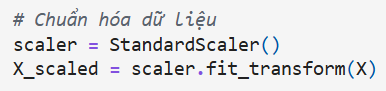 # Chuẩn hóa dữ liệu
scaler = StandardScaler()
X_scaled = scaler.fit_transform(X)